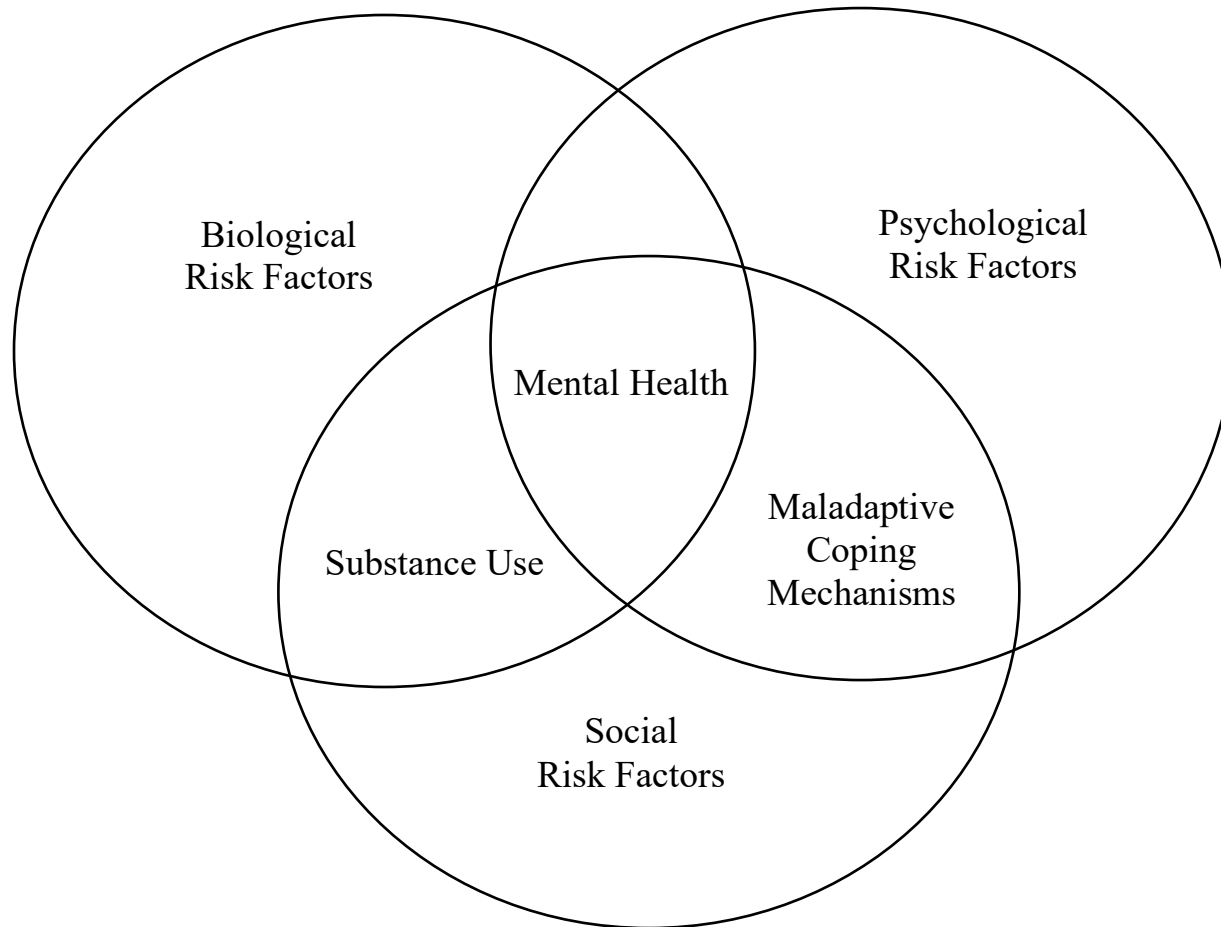 Biological
Risk Factors
Psychological
Risk Factors
Mental Health
Substance Use
Maladaptive
Coping
Mechanisms
Social
Risk Factors